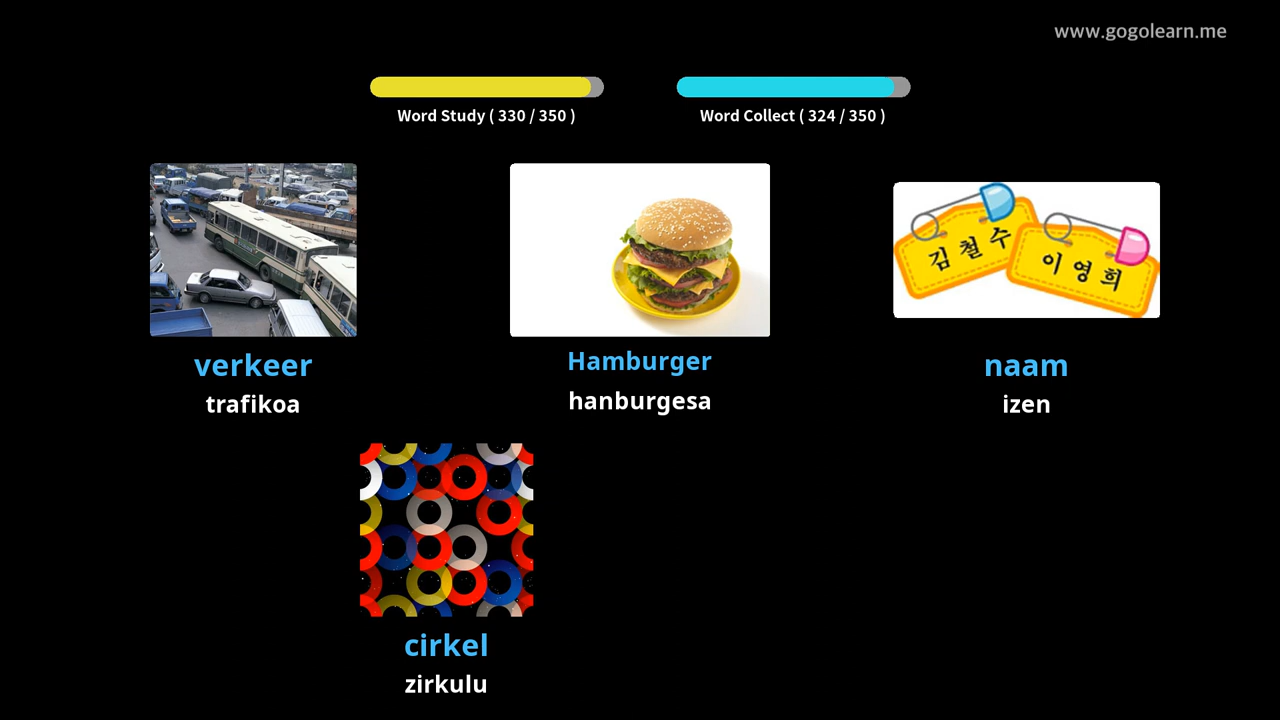 www.gogolearn.me
Word Study ( 330 / 350 )
Word Collect ( 324 / 350 )
김철수
이영희
verkeer
trafikoa
Hamburger
hanburgesa
naam
izen
cirkel
zirkulu